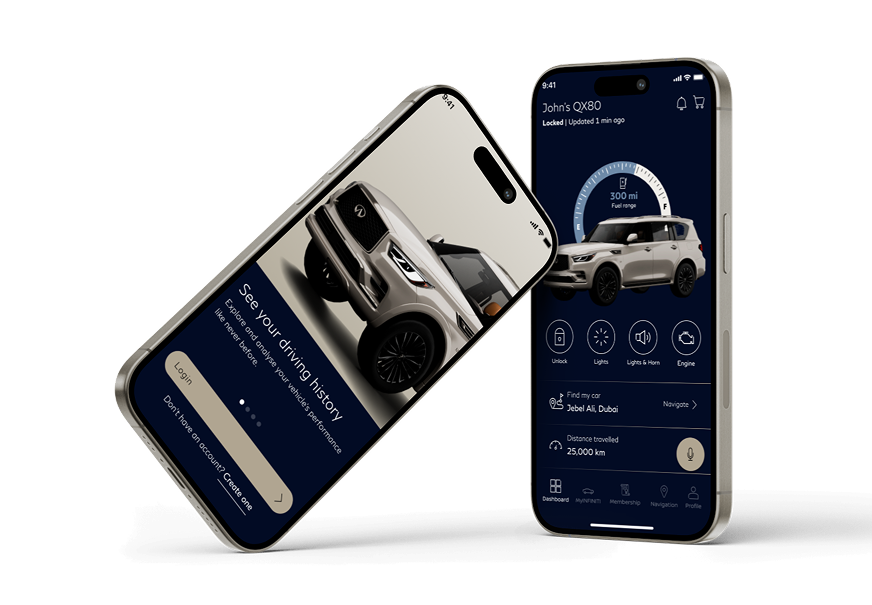 9:41
See your driving history
Explore and analyse your vehicle's performance
like never before.
Login
Don't have an account? Create one
9:41
John's QX80
Locked | Updated 1 min ago
300 mi
Fuel range
E
F
Unlock
Lights
Lights & Horn
Engine
Find my car
Jebel Ali, Dubai
Navigate
Distance travelled
25,000 km
Dashboard
MyINFINITI
Membership
Navigation
Profile